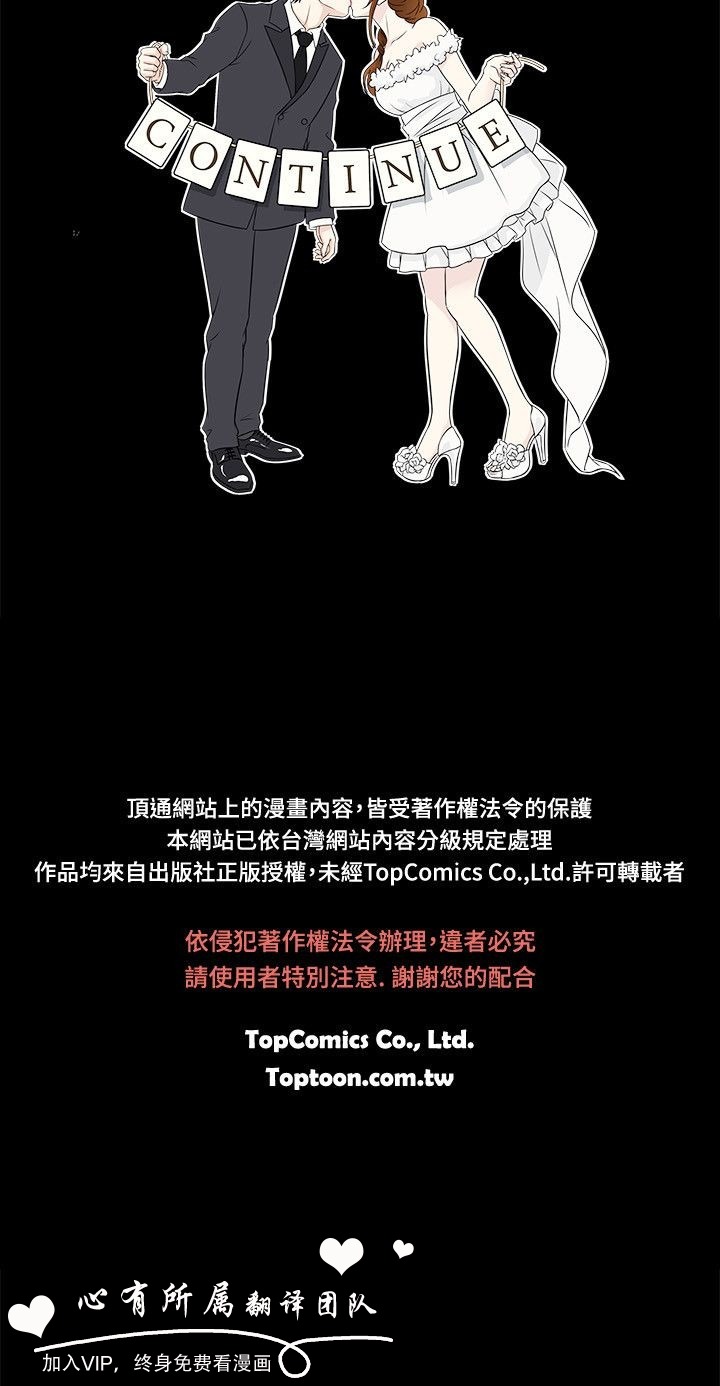 CONTINUE
頂通網站上的漫畫內容，皆受著作權法令的保護
本網站已依台灣網站內容分級規定處理
作品均來自出版社正版授權，未經TopComics Co.,Ltd.許可轉載者
依侵犯著作權法令辦理，違者必究
請使用者特別注意. 謝謝您的配合
TopComics Co., Ltd.
Toptoon.com.tw
心有所属翻译团队
加入VIP，终身免费看漫画